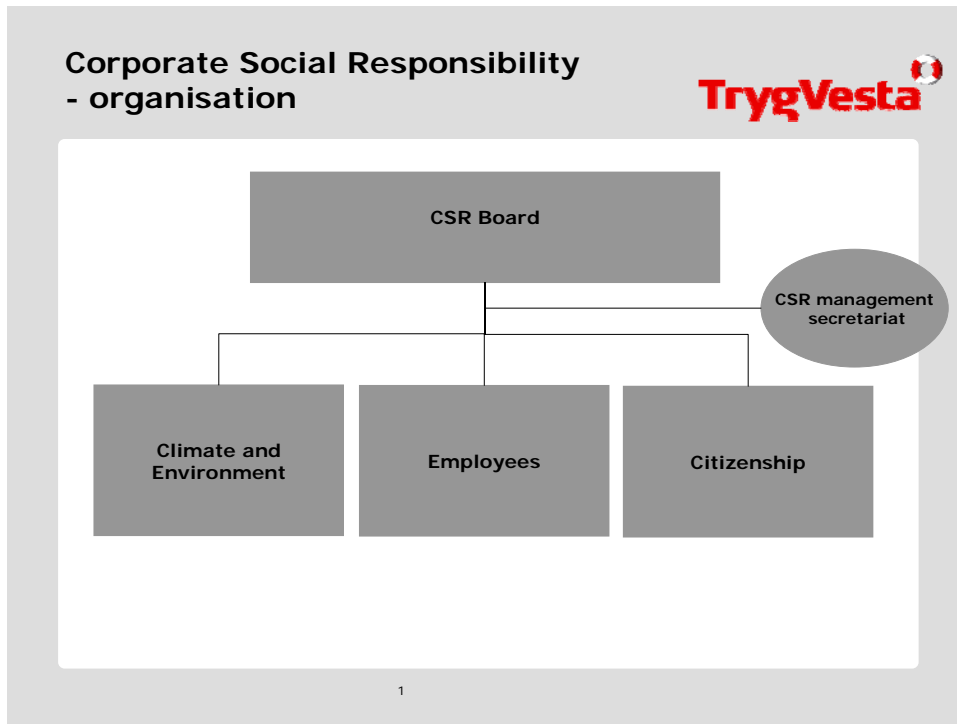 Corporate Social Responsibility
- organisation
TrygVesta
CSR Board
CSR management
secretariat
Climate and
Environment
Employees
Citizenship
1